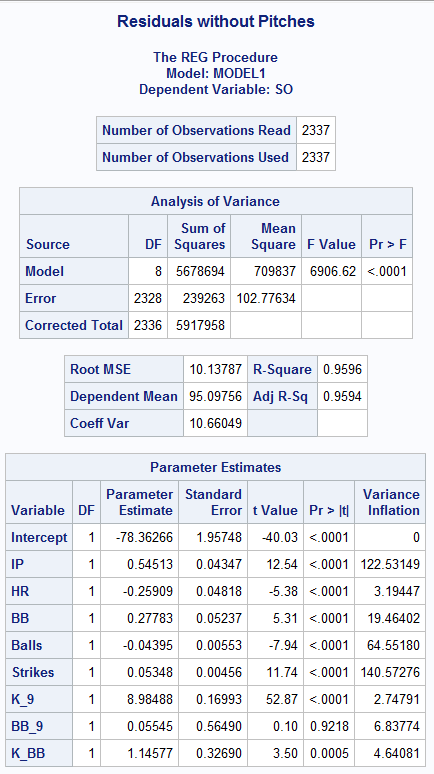 Residuals without Pitches
The REG Procedure
Model: MODEL1
Dependent Variable: SO
Number of Observations Read 2337
Number of Observations Used 2337
Analysis of Variance
Source DF Sum of Squares Mean Square F Value Pr > F
Model 8 5678694 709837 6906.62 <.0001
Error 2328 239263 102.77634
Corrected Total 2336 5917958
Root MSE 10.13787 R-Square 0.9596
Dependent Mean 95.09756 Adj R-Sq 0.9594
Coeff Var 10.66049
Parameter Estimates
Variable DF Parameter Estimate Standard Error t Value Pr > |t| Variance Inflation
Intercept 1 -78.36266 1.95748 -40.03 <.0001 0
IP 1 0.54513 0.04347 12.54 <.0001 122.53149
HR 1 -0.25909 0.04818 -5.38 <.0001 3.19447
BB 1 0.27783 0.05237 5.31 <.0001 19.46402
Balls 1 -0.04395 0.00553 -7.94 <.0001 64.55180
Strikes 1 0.05348 0.00456 11.74 <.0001 140.57276
K_9 1 8.98488 0.16993 52.87 <.0001 2.74791
BB_9 1 0.05545 0.56490 0.10 0.9218 6.83774
K_BB 1 1.14577 0.32690 3.50 0.0005 4.64081